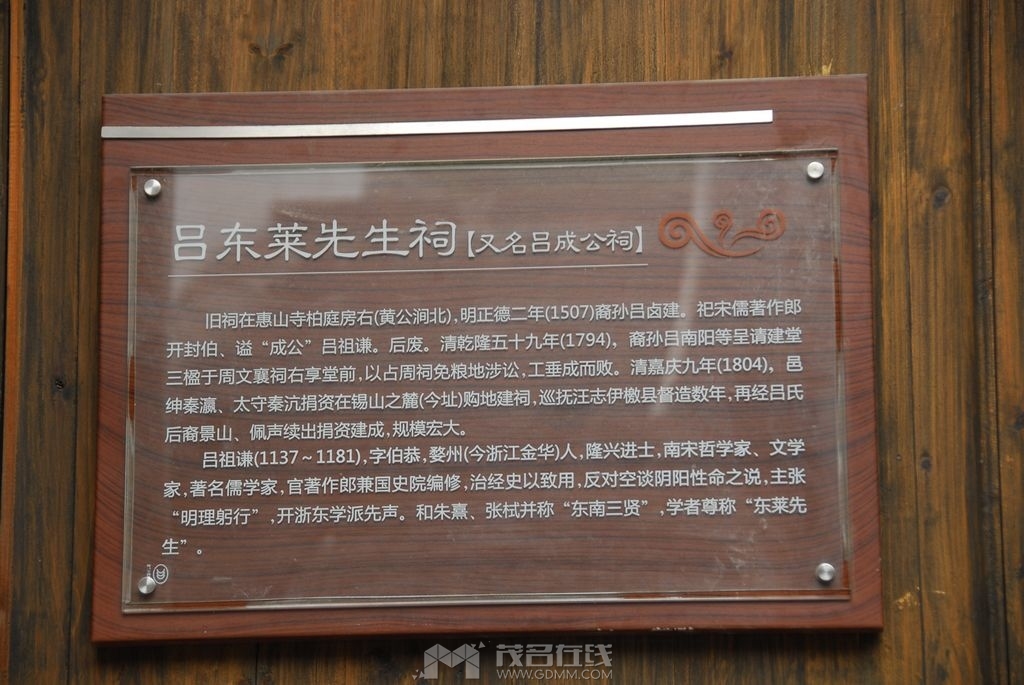 吕东莱先生祠【又名吕成公祠】
旧祠在惠山寺柏庭房右(黄公涧北),明正德二年(1507)裔孙吕卤建。祀宋儒著作郎
开封伯、谥“成公”吕祖谦。后废。清乾隆五十九年(1794)，裔孙吕南阳等呈请建堂
三楹于周文襄祠右享堂前,以占周祠免粮地涉讼,工垂成而败。清嘉庆九年(1804)，邑
绅秦瀛、太守秦沆捐资在锡山之麓(今址)购地建祠,巡抚汪志伊檄县督造数年,再经吕氏
后裔景山、佩声续出捐资建成,规模宏大。
吕祖谦(1137～1181),字伯恭,婺州(今浙江金华)人,隆兴进士,南宋哲学家、文学
家,著名儒学家,官著作郎兼国史院编修,治经史以致用,反对空谈阴阳性命之说,主张
“明理躬行”,开浙东学派先声。和朱熹、张栻并称“东南三贤”,学者尊称“东莱先
生”。
茂名在线
WWW.GDMM.COM